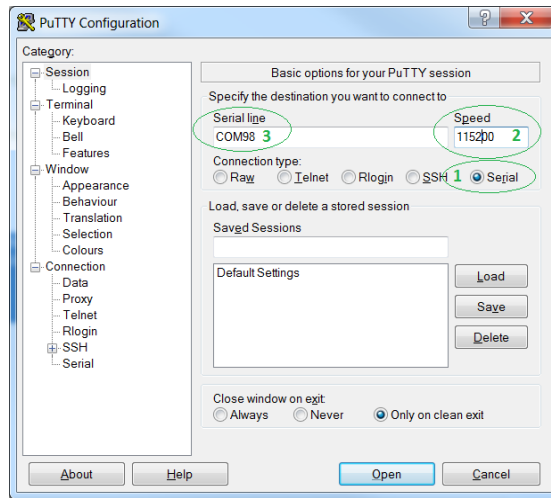 PuTTY Configuration
Category:
Session
Logging
Terminal
Keyboard
Bell
Features
Window
Appearance
Behaviour
Translation
Selection
Colours
Connection
Data
Proxy
Telnet
Rlogin
SSH
Serial
Basic options for your PuTTY session
Specify the destination you want to connect to
Serial line Speed
COM98 3 115200 2
Connection type:
Raw Telnet Rlogin SSH 1 Serial
Load, save or delete a stored session
Saved Sessions
Default Settings
Load
Save
Delete
Close window on exit:
Always Never Only on clean exit
About Help Open Cancel